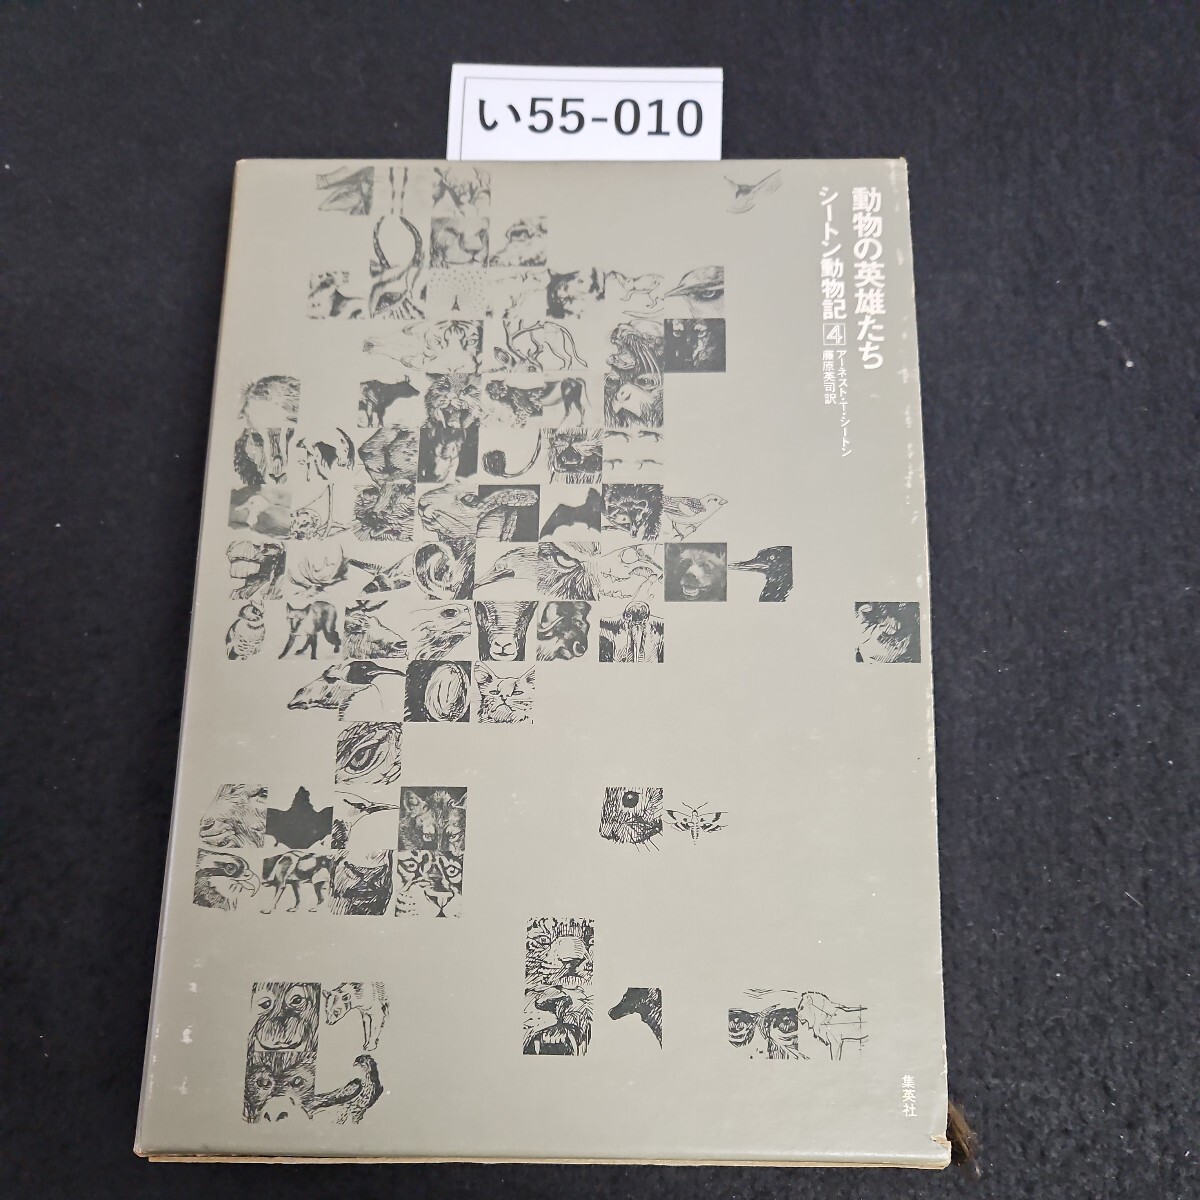 い55-010
動物の英雄たち
シートン動物記4
アーネスト・T・シートン
藤原英司訳
集英社